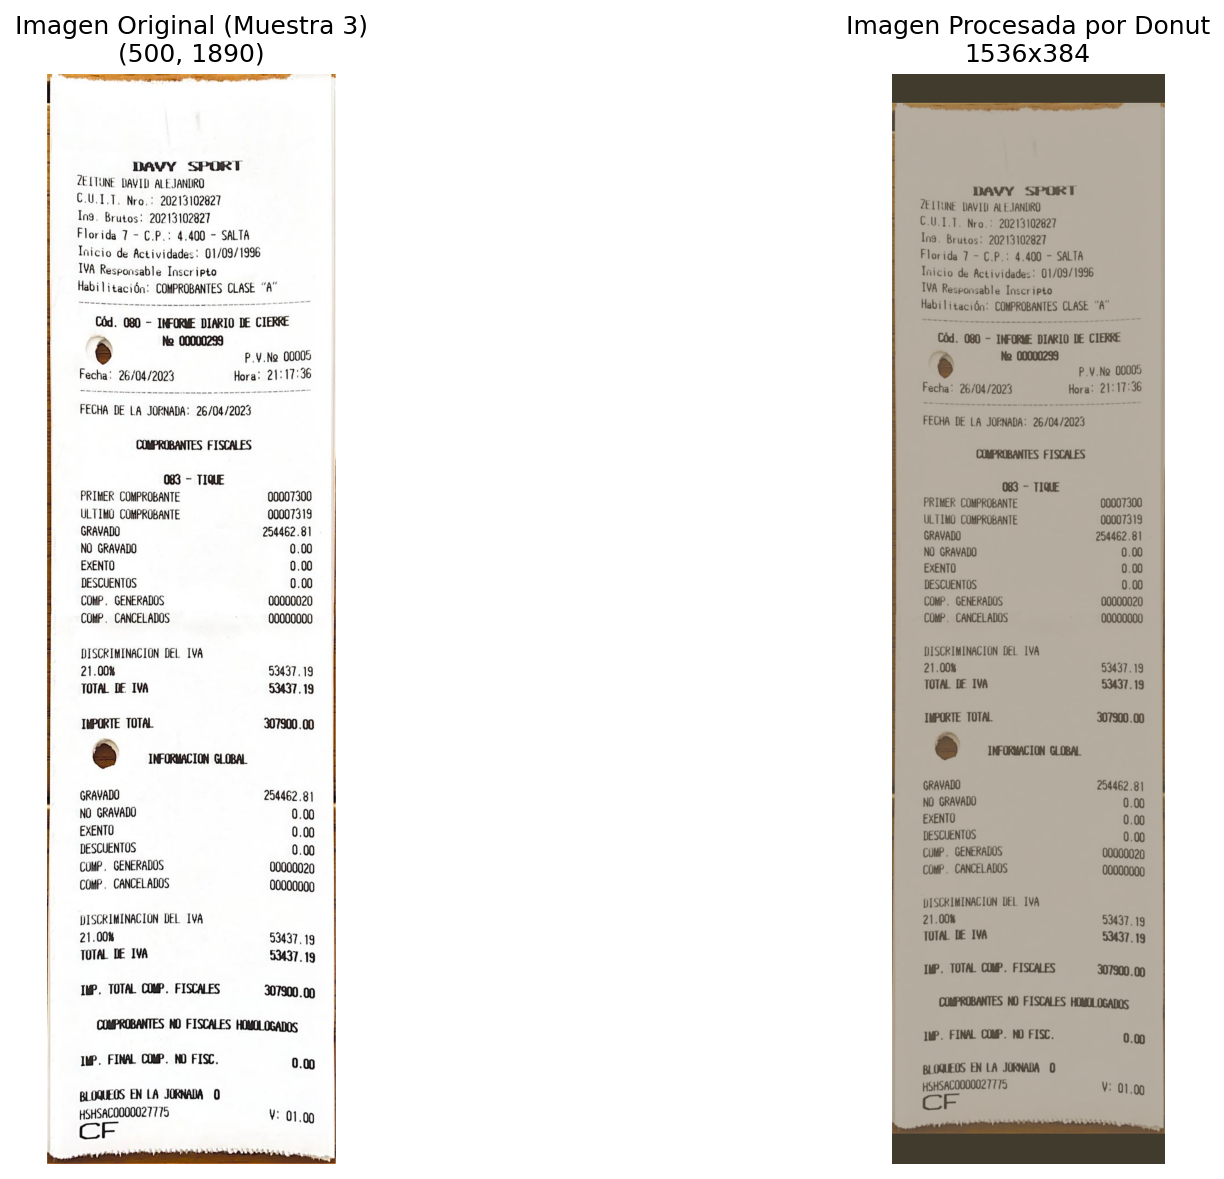 Imagen Original (Muestra 3)
(500, 1890)
DAVY SPORT
ZEITUNE DAVID ALEJANDRO
C.U.I.T. Nro.: 20213102827
Ing. Brutos: 20213102827
Florida 7 - C.P.: 4.400 - SALTA
Inicio de Actividades: 01/09/1996
IVA Responsable Inscripto
Habilitación: COMPROBANTES CLASE "A"
Cód. 080 - INFORME DIARIO DE CIERRE
№ 00000299
P.V.№ 00005
Fecha: 26/04/2023 Hora: 21:17:36
FECHA DE LA JORNADA: 26/04/2023
COMPROBANTES FISCALES
083 - TIQUE
PRIMER COMPROBANTE 00007300
ULTIMO COMPROBANTE 00007319
GRAVADO 254462.81
NO GRAVADO 0.00
EXENTO 0.00
DESCUENTOS 0.00
COMP. GENERADOS 00000020
COMP. CANCELADOS 00000000
DISCRIMINACION DEL IVA
21.00% 53437.19
TOTAL DE IVA 53437.19
IMPORTE TOTAL 307900.00
INFORMACION GLOBAL
GRAVADO 254462.81
NO GRAVADO 0.00
EXENTO 0.00
DESCUENTOS 0.00
COMP. GENERADOS 00000020
COMP. CANCELADOS 00000000
DISCRIMINACION DEL IVA
21.00% 53437.19
TOTAL DE IVA 53437.19
IMP. TOTAL COMP. FISCALES 307900.00
COMPROBANTES NO FISCALES HOMOLOGADOS
IMP. FINAL COMP. NO FISC. 0.00
BLOQUEOS EN LA JORNADA 0
HSHSAC0000027775 V: 01.00
CF
Imagen Procesada por Donut
1536x384
DAVY SPORT
ZEITUNE DAVID ALEJANDRO
C.U.I.T. Nro.: 20213102827
Ing. Brutos: 20213102827
Florida 7 - C.P.: 4.400 - SALTA
Inicio de Actividades: 01/09/1996
IVA Responsable Inscripto
Habilitación: COMPROBANTES CLASE "A"
Cód. 080 - INFORME DIARIO DE CIERRE
№ 00000299
P.V.№ 00005
Fecha: 26/04/2023 Hora: 21:17:36
FECHA DE LA JORNADA: 26/04/2023
COMPROBANTES FISCALES
083 - TIQUE
PRIMER COMPROBANTE 00007300
ULTIMO COMPROBANTE 00007319
GRAVADO 254462.81
NO GRAVADO 0.00
EXENTO 0.00
DESCUENTOS 0.00
COMP. GENERADOS 00000020
COMP. CANCELADOS 00000000
DISCRIMINACION DEL IVA
21.00% 53437.19
TOTAL DE IVA 53437.19
IMPORTE TOTAL 307900.00
INFORMACION GLOBAL
GRAVADO 254462.81
NO GRAVADO 0.00
EXENTO 0.00
DESCUENTOS 0.00
COMP. GENERADOS 00000020
COMP. CANCELADOS 00000000
DISCRIMINACION DEL IVA
21.00% 53437.19
TOTAL DE IVA 53437.19
IMP. TOTAL COMP. FISCALES 307900.00
COMPROBANTES NO FISCALES HOMOLOGADOS
IMP. FINAL COMP. NO FISC. 0.00
BLOQUEOS EN LA JORNADA 0
HSHSAC0000027775 V: 01.00
CF